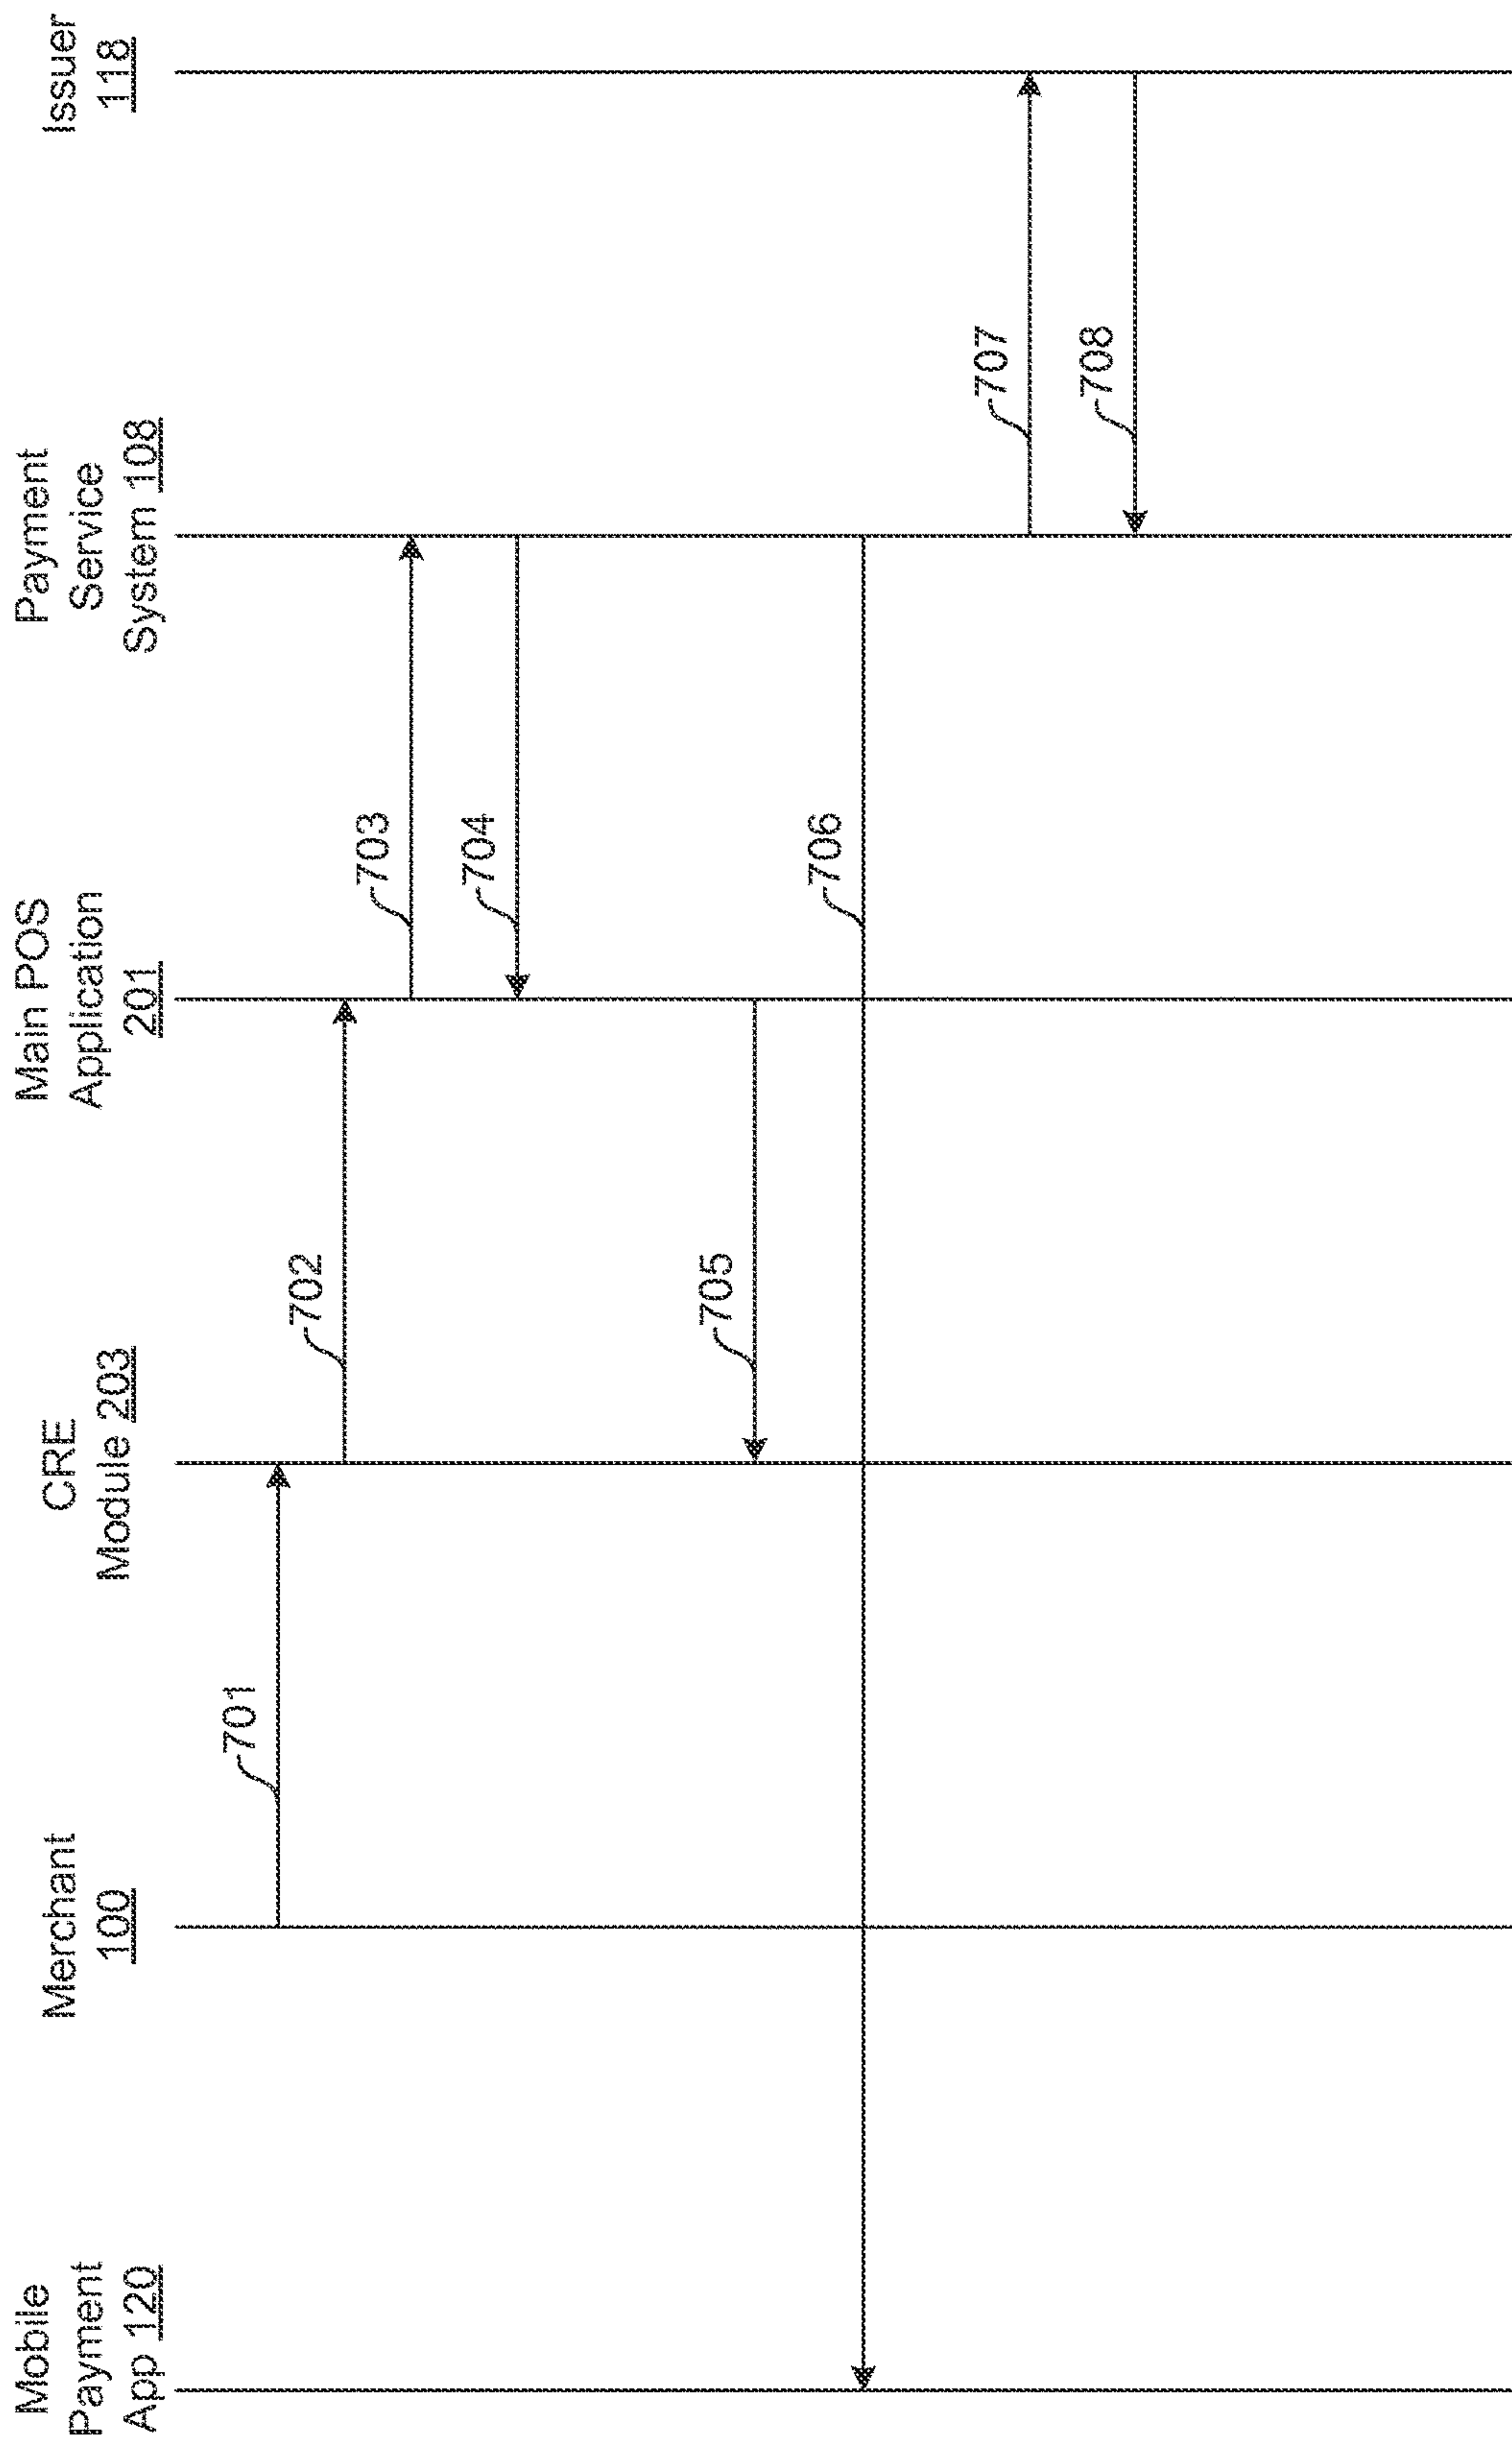 Mobile
Payment
App 120
Merchant
100
CRE
Module 203
Main POS
Application
201
Payment
Service
System 108
Issuer
118
701
702
703
704
705
706
707
708